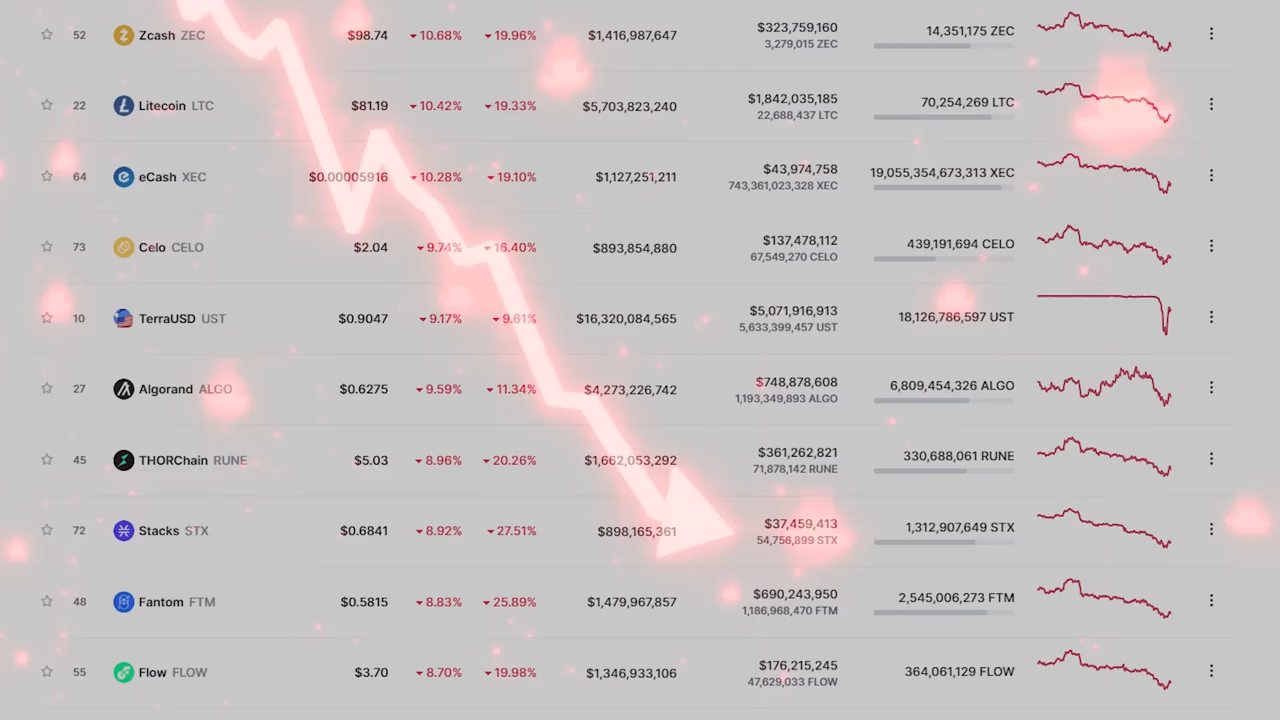 52 Zcash ZEC $98.74 10.68% 19.96% $1,416,987,647 $323,759,160 14,351,175 ZEC
3,279,015 ZEC
22 Litecoin LTC $81.19 10.42% 19.33% $5,703,823,240 $1,842,035,185 70,254,269 LTC
22,688,437 LTC
64 eCash XEC $0.00005916 10.28% 19.10% $1,127,251,211 $43,974,758 19,055,354,673,313 XEC
743,361,023,328 XEC
73 Celo CELO $2.04 9.74% 16.40% $893,854,880 $137,478,112 439,191,694 CELO
67,549,270 CELO
10 TerraUSD UST $0.9047 9.17% 9.61% $16,320,084,565 $5,071,916,913 18,126,786,597 UST
5,633,399,457 UST
27 Algorand ALGO $0.6275 9.59% 11.34% $4,273,226,742 $748,878,608 6,809,454,326 ALGO
1,193,349,893 ALGO
45 THORChain RUNE $5.03 8.96% 20.26% $1,662,053,292 $361,262,821 330,688,061 RUNE
71,878,142 RUNE
72 Stacks STX $0.6841 8.92% 27.51% $898,165,361 $37,459,413 1,312,907,649 STX
54,756,899 STX
48 Fantom FTM $0.5815 8.83% 25.89% $1,479,967,857 $690,243,950 2,545,006,273 FTM
1,186,968,470 FTM
55 Flow FLOW $3.70 8.70% 19.98% $1,346,933,106 $176,215,245 364,061,129 FLOW
47,629,033 FLOW